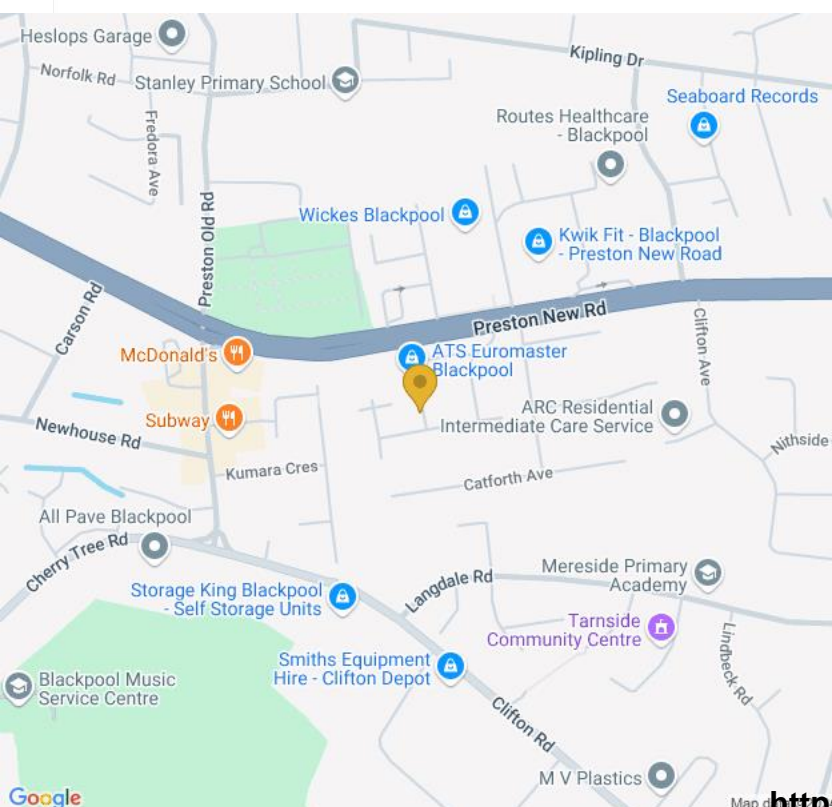 Heslops Garage
Norfolk Rd
Stanley Primary School
Kipling Dr
Seaboard Records
Routes Healthcare
- Blackpool
Fredora Ave
Preston Old Rd
Wickes Blackpool
Kwik Fit - Blackpool
- Preston New Road
Carson Rd
Preston New Rd
Clifton Ave
McDonald's
ATS Euromaster
Blackpool
Subway
ARC Residential
Intermediate Care Service
Newhouse Rd
Nithside
Kumara Cres
Catforth Ave
All Pave Blackpool
Cherry Tree Rd
Mereside Primary
Academy
Langdale Rd
Storage King Blackpool
- Self Storage Units
Tarnside
Community Centre
Lindbeck Rd
Smiths Equipment
Hire - Clifton Depot
Blackpool Music
Service Centre
Clifton Rd
M V Plastics
Google
Map d
http